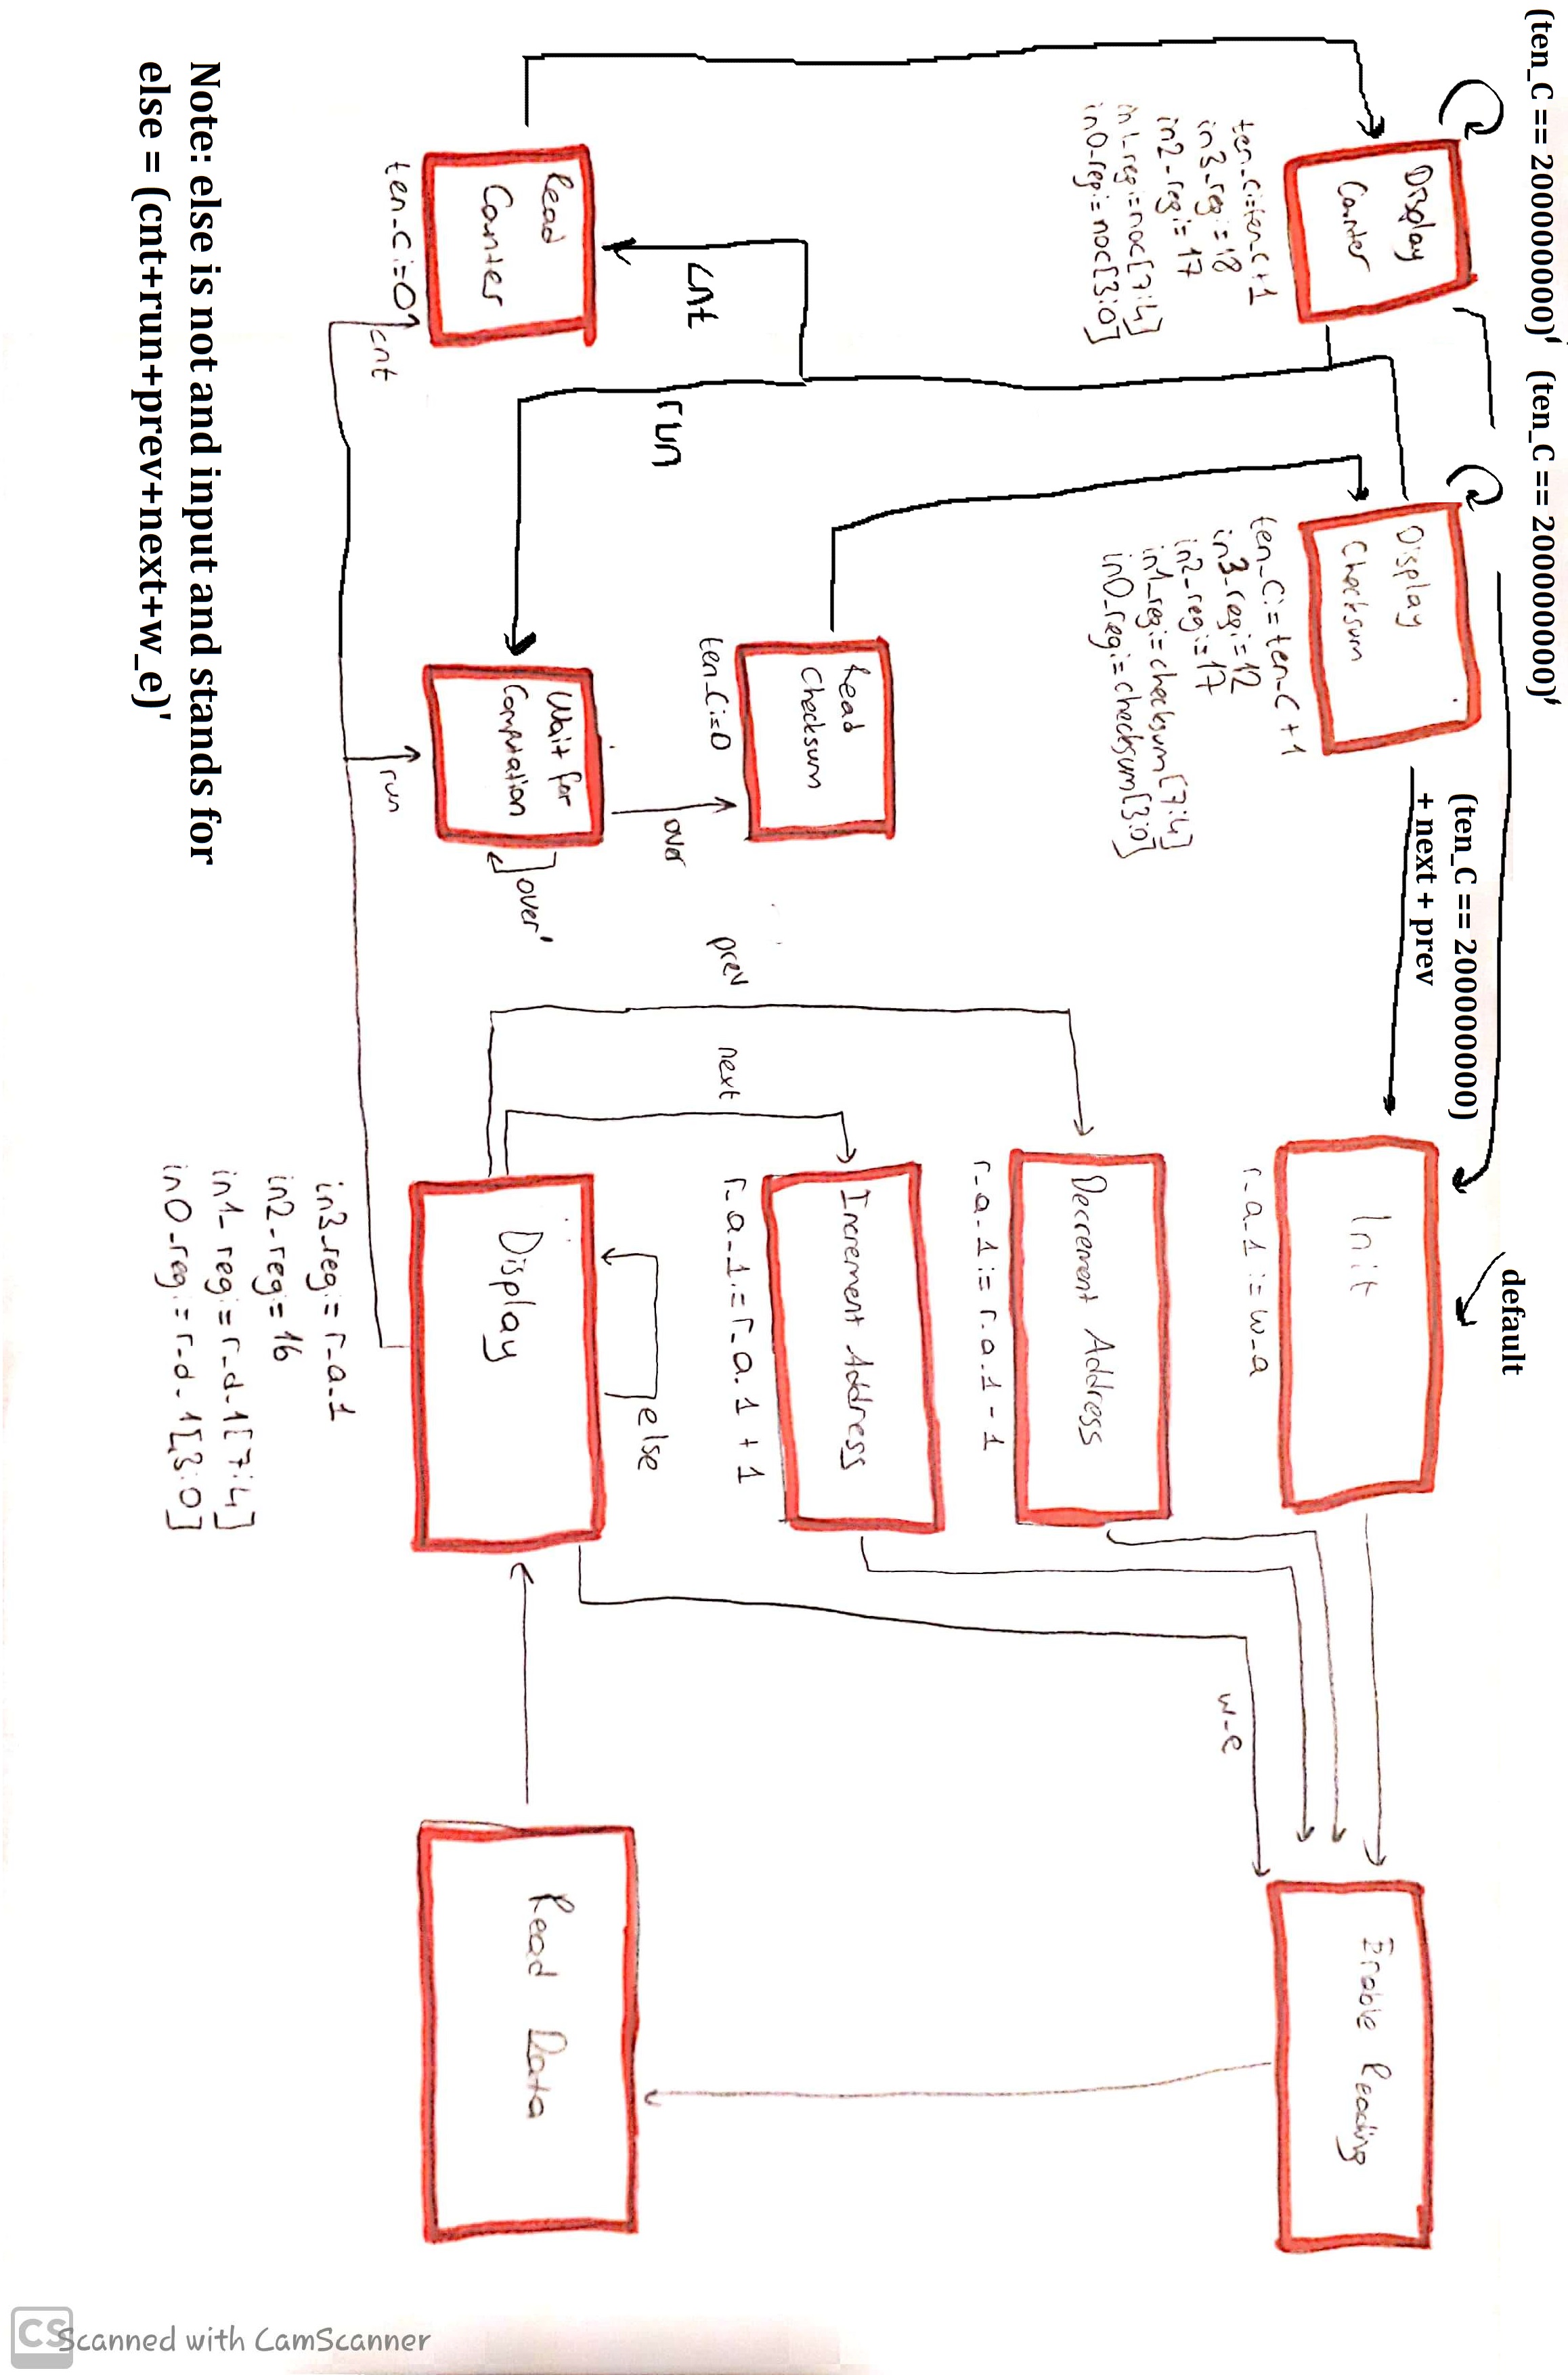 (ten_C == 200000000)' (ten_C == 200000000)'
default
(ten_C == 200000000)
+ next + prev
Display
Counter
ten_C:=ten_C+1
in3_reg:=18
in2_reg:=17
in1_reg:=noc[7:4]
in0_reg:=noc[3:0]
Display
Checksum
ten_C:=ten_C+1
in3_reg:=12
in2_reg:=17
in1_reg:=checksum[7:4]
in0_reg:=checksum[3:0]
Init
r_a_1 := w_a
Enable Reading
w_e
Decrement Address
r_a_1 := r_a_1 - 1
Increment Address
r_a_1 := r_a_1 + 1
Read
Checksum
ten_C:=0
prev
next
cnt
run
over
else
Read
Counter
ten_C:=0
cnt
Wait for
Computation
over'
run
Display
Read Data
in3_reg:= r_a_1
in2_reg:= 16
in1_reg:= r_d_1[7:4]
in0_reg:= r_d_1[3:0]
Note: else is not and input and stands for
else = (cnt+run+prev+next+w_e)'
CS Scanned with CamScanner